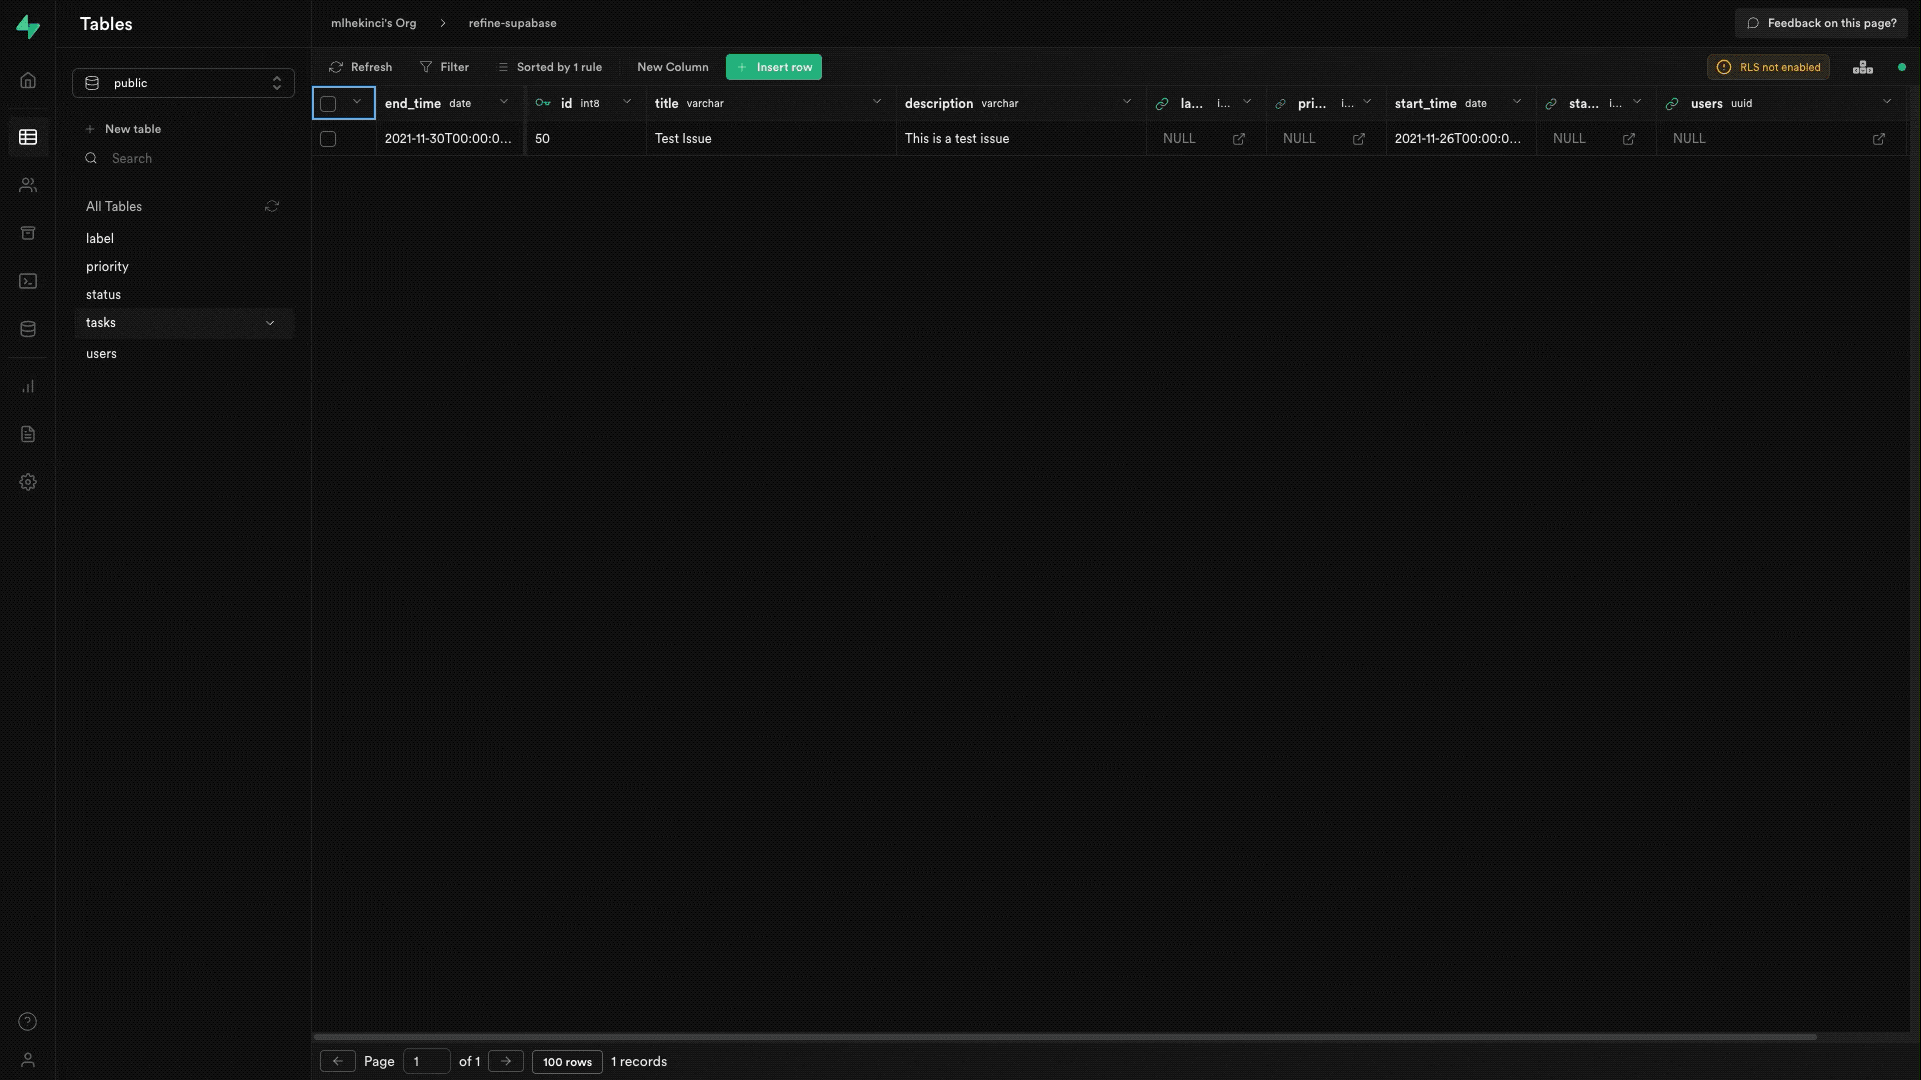 Tables
mlhekinci's Org
refine-supabase
Feedback on this page?
public
Refresh
Filter
Sorted by 1 rule
New Column
Insert row
RLS not enabled
New table
Search
All Tables
label
priority
status
tasks
users
end_time date
id int8
title varchar
description varchar
la... i...
pri... i...
start_time date
sta... i...
users uuid
2021-11-30T00:00:0...
50
Test Issue
This is a test issue
NULL
NULL
2021-11-26T00:00:0...
NULL
NULL
Page 1 of 1
100 rows
1 records